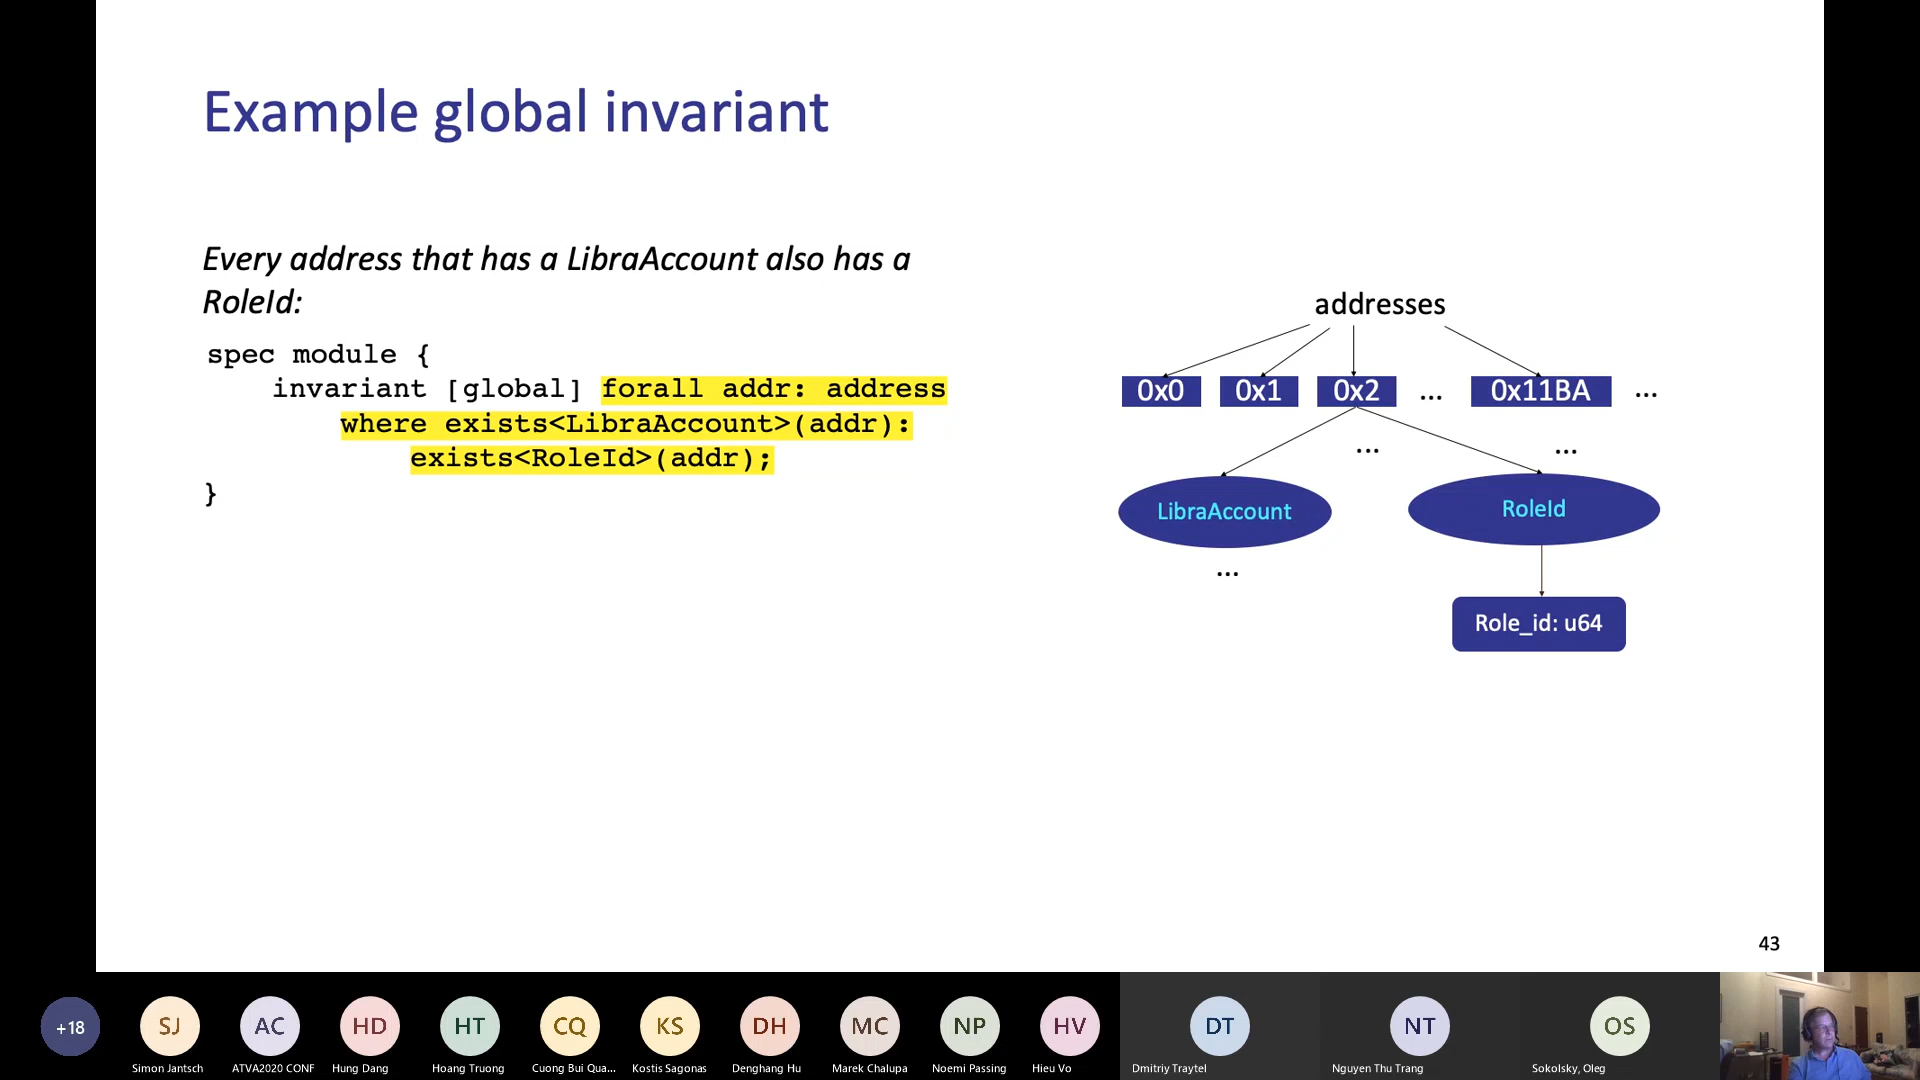 Example global invariant
Every address that has a LibraAccount also has a
RoleId:
spec module {
invariant [global] forall addr: address
where exists<LibraAccount>(addr):
exists<RoleId>(addr);
}
addresses
0x0 0x1 0x2 ... 0x11BA ...
... ...
LibraAccount RoleId
...
Role_id: u64
43
+18 SJ AC HD HT CQ KS DH MC NP HV DT NT OS
Simon Jantsch ATVA2020 CONF Hung Dang Hoang Truong Cuong Bui Qua... Kostis Sagonas Denghang Hu Marek Chalupa Noemi Passing Hieu Vo Dmitriy Traytel Nguyen Thu Trang Sokolsky, Oleg